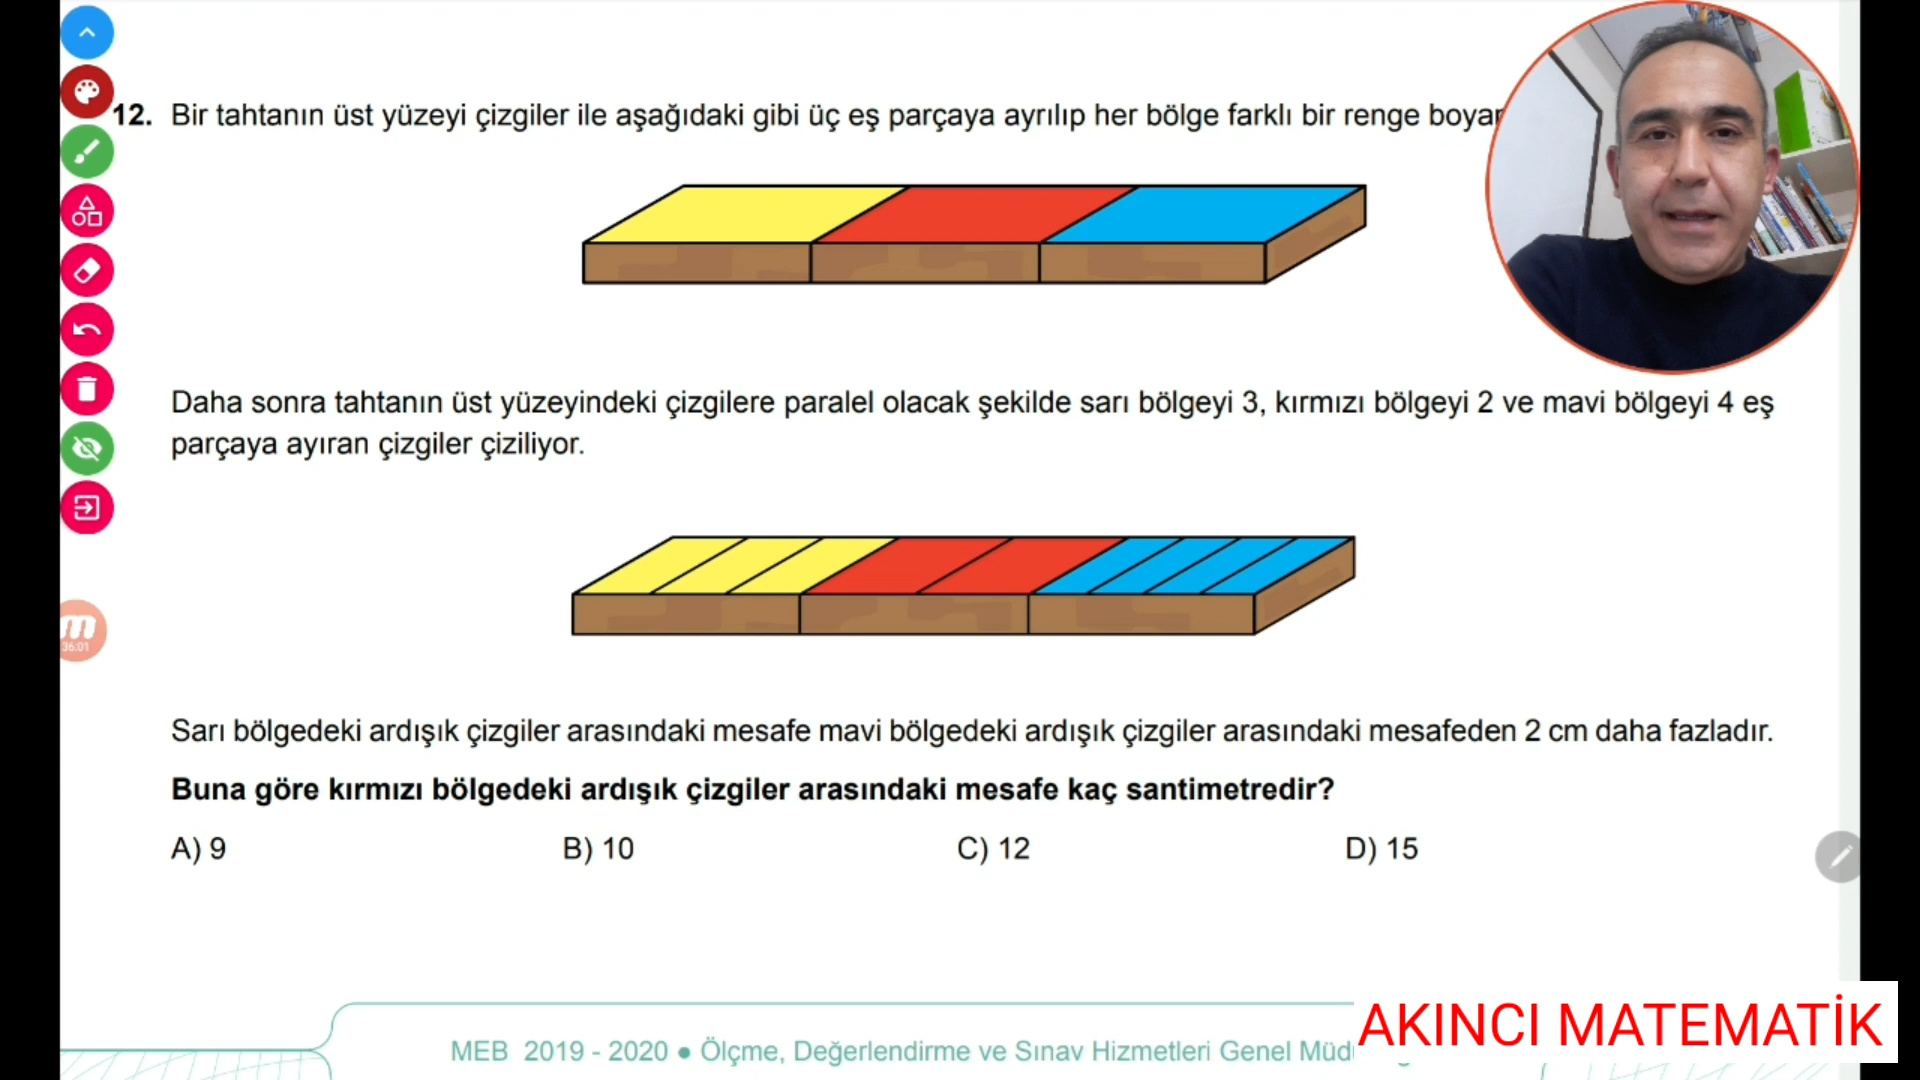 12. Bir tahtanın üst yüzeyi çizgiler ile aşağıdaki gibi üç eş parçaya ayrılıp her bölge farklı bir renge
Daha sonra tahtanın üst yüzeyindeki çizgilere paralel olacak şekilde sarı bölgeyi 3, kırmızı bölgeyi 2 ve mavi bölgeyi 4 eş
parçaya ayıran çizgiler çiziliyor.
m
36:01
Sarı bölgedeki ardışık çizgiler arasındaki mesafe mavi bölgedeki ardışık çizgiler arasındaki mesafeden 2 cm daha fazladır.
Buna göre kırmızı bölgedeki ardışık çizgiler arasındaki mesafe kaç santimetredir?
A) 9 B) 10 C) 12 D) 15
AKINCI MATEMATİK
MEB 2019 - 2020 ● Ölçme, Değerlendirme ve Sınav Hizmetleri Genel